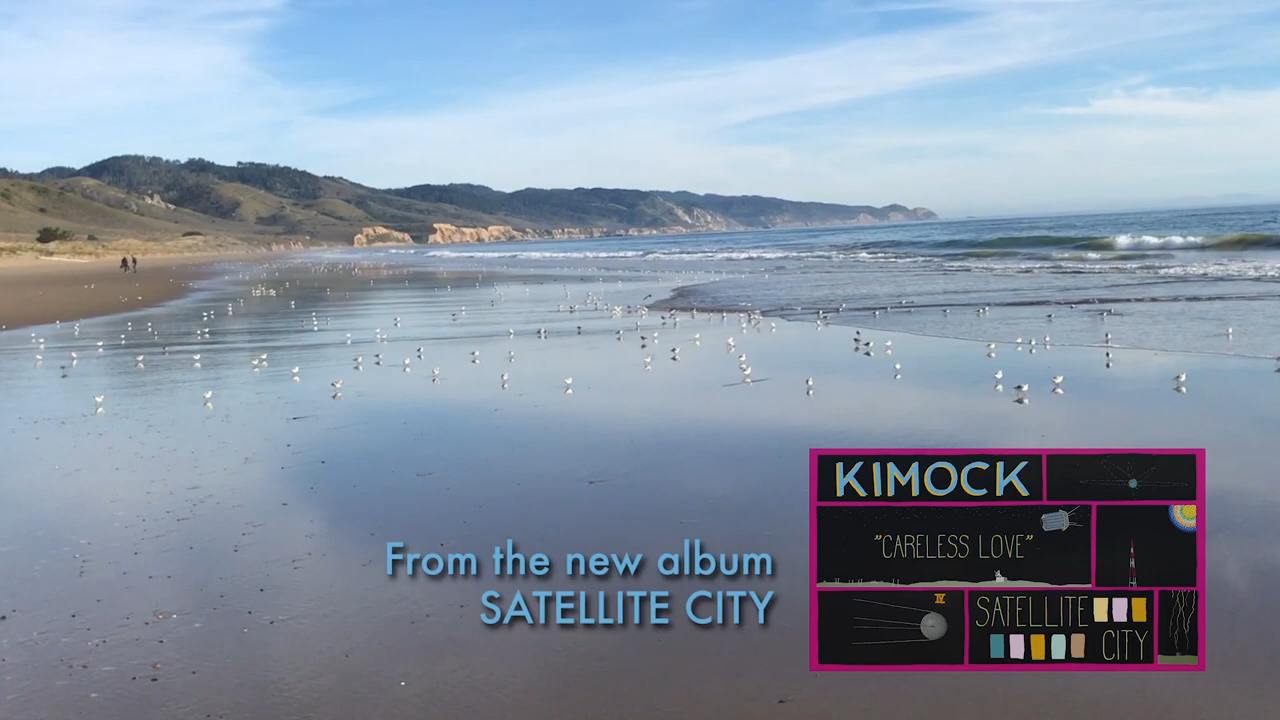 KIMOCK
"CARELESS LOVE"
From the new album
SATELLITE CITY
IV
SATELLITE
CITY